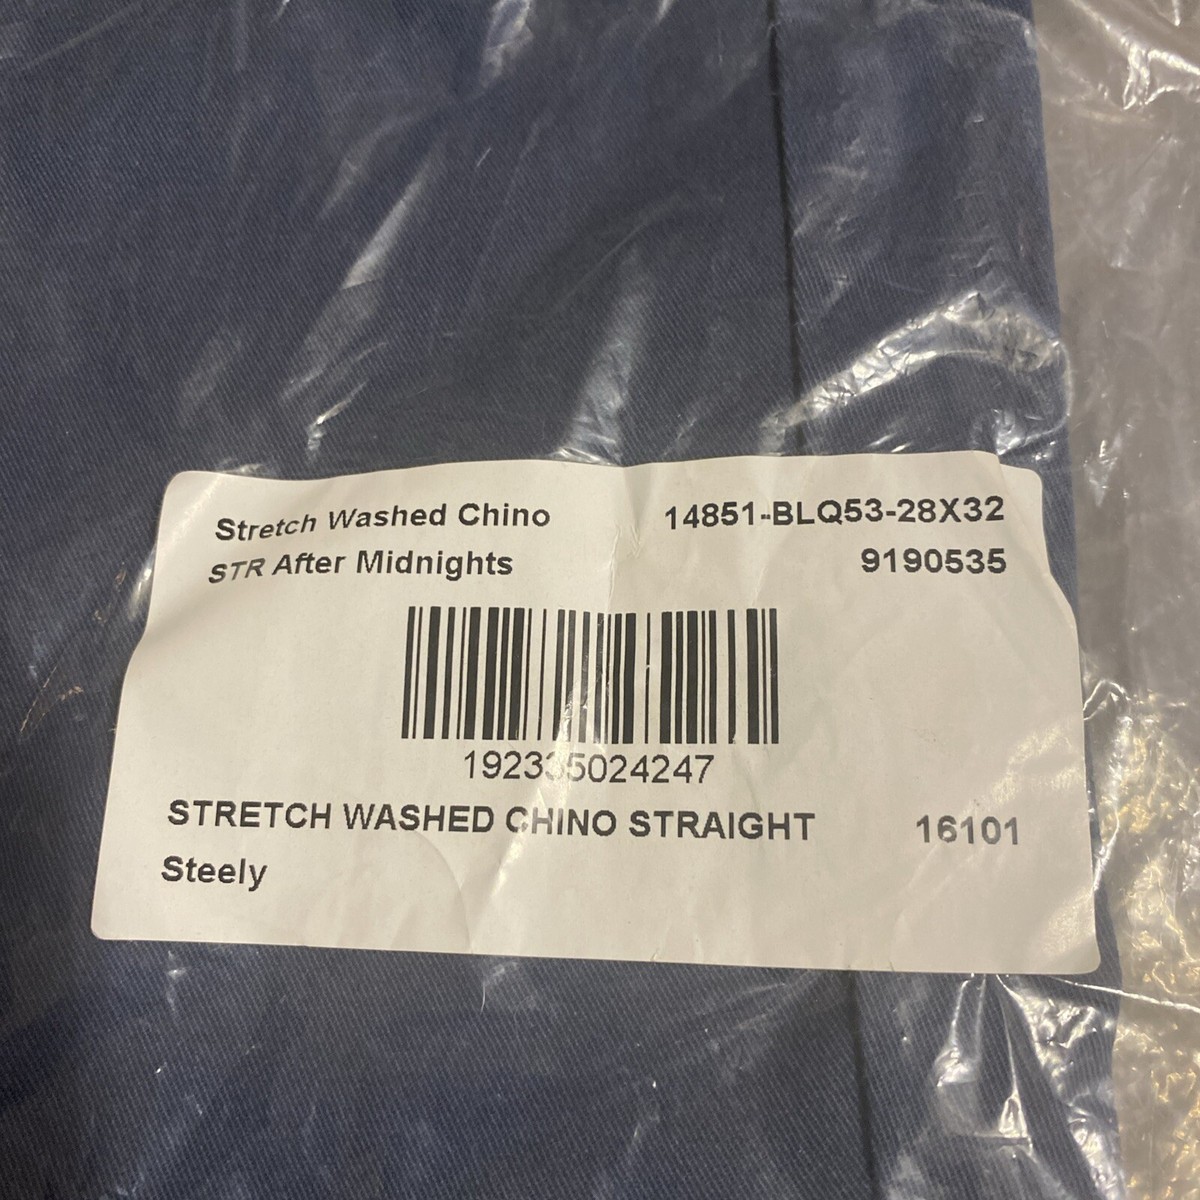 Stretch Washed Chino 14851-BLQ53-28X32
STR After Midnights 9190535
192335024247
STRETCH WASHED CHINO STRAIGHT 16101
Steely